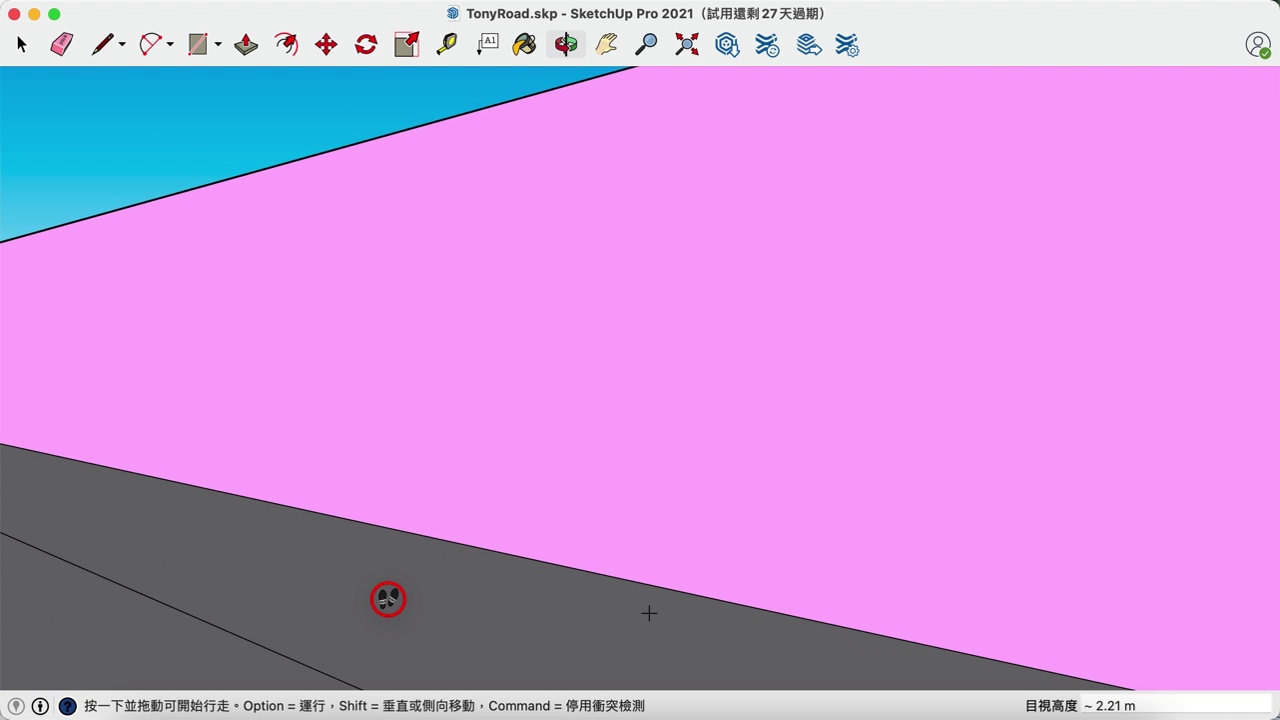 TonyRoad.skp - SketchUp Pro 2021（試用還剩 27 天過期）
A1
按一下並拖動可開始行走。Option = 運行，Shift = 垂直或側向移動，Command = 停用衝突檢測
目視高度 ~ 2.21 m